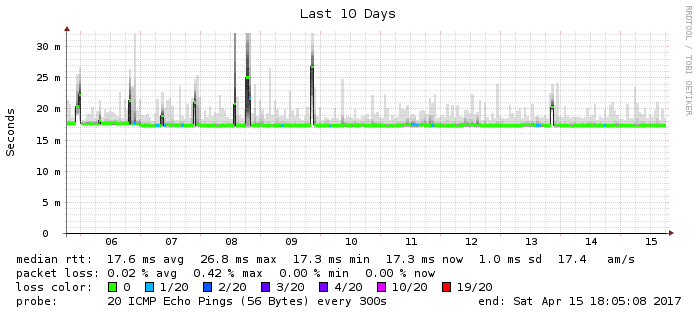 Last 10 Days
RRDTOOL / TOBI OETIKER
Seconds
30 m
25 m
20 m
15 m
10 m
5 m
0
06 07 08 09 10 11 12 13 14 15
median rtt: 17.6 ms avg 26.8 ms max 17.3 ms min 17.3 ms now 1.0 ms sd 17.4 am/s
packet loss: 0.02 % avg 0.42 % max 0.00 % min 0.00 % now
loss color: 0 1/20 2/20 3/20 4/20 10/20 19/20
probe: 20 ICMP Echo Pings (56 Bytes) every 300s end: Sat Apr 15 18:05:08 2017